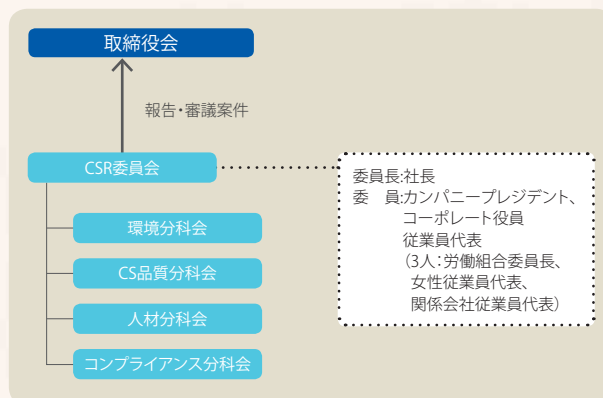 取締役会
報告・審議案件
CSR委員会
環境分科会
CS品質分科会
人材分科会
コンプライアンス分科会
委員長:社長
委　員:カンパニープレジデント、
コーポレート役員
従業員代表
(3人:労働組合委員長、
女性従業員代表、
関係会社従業員代表)